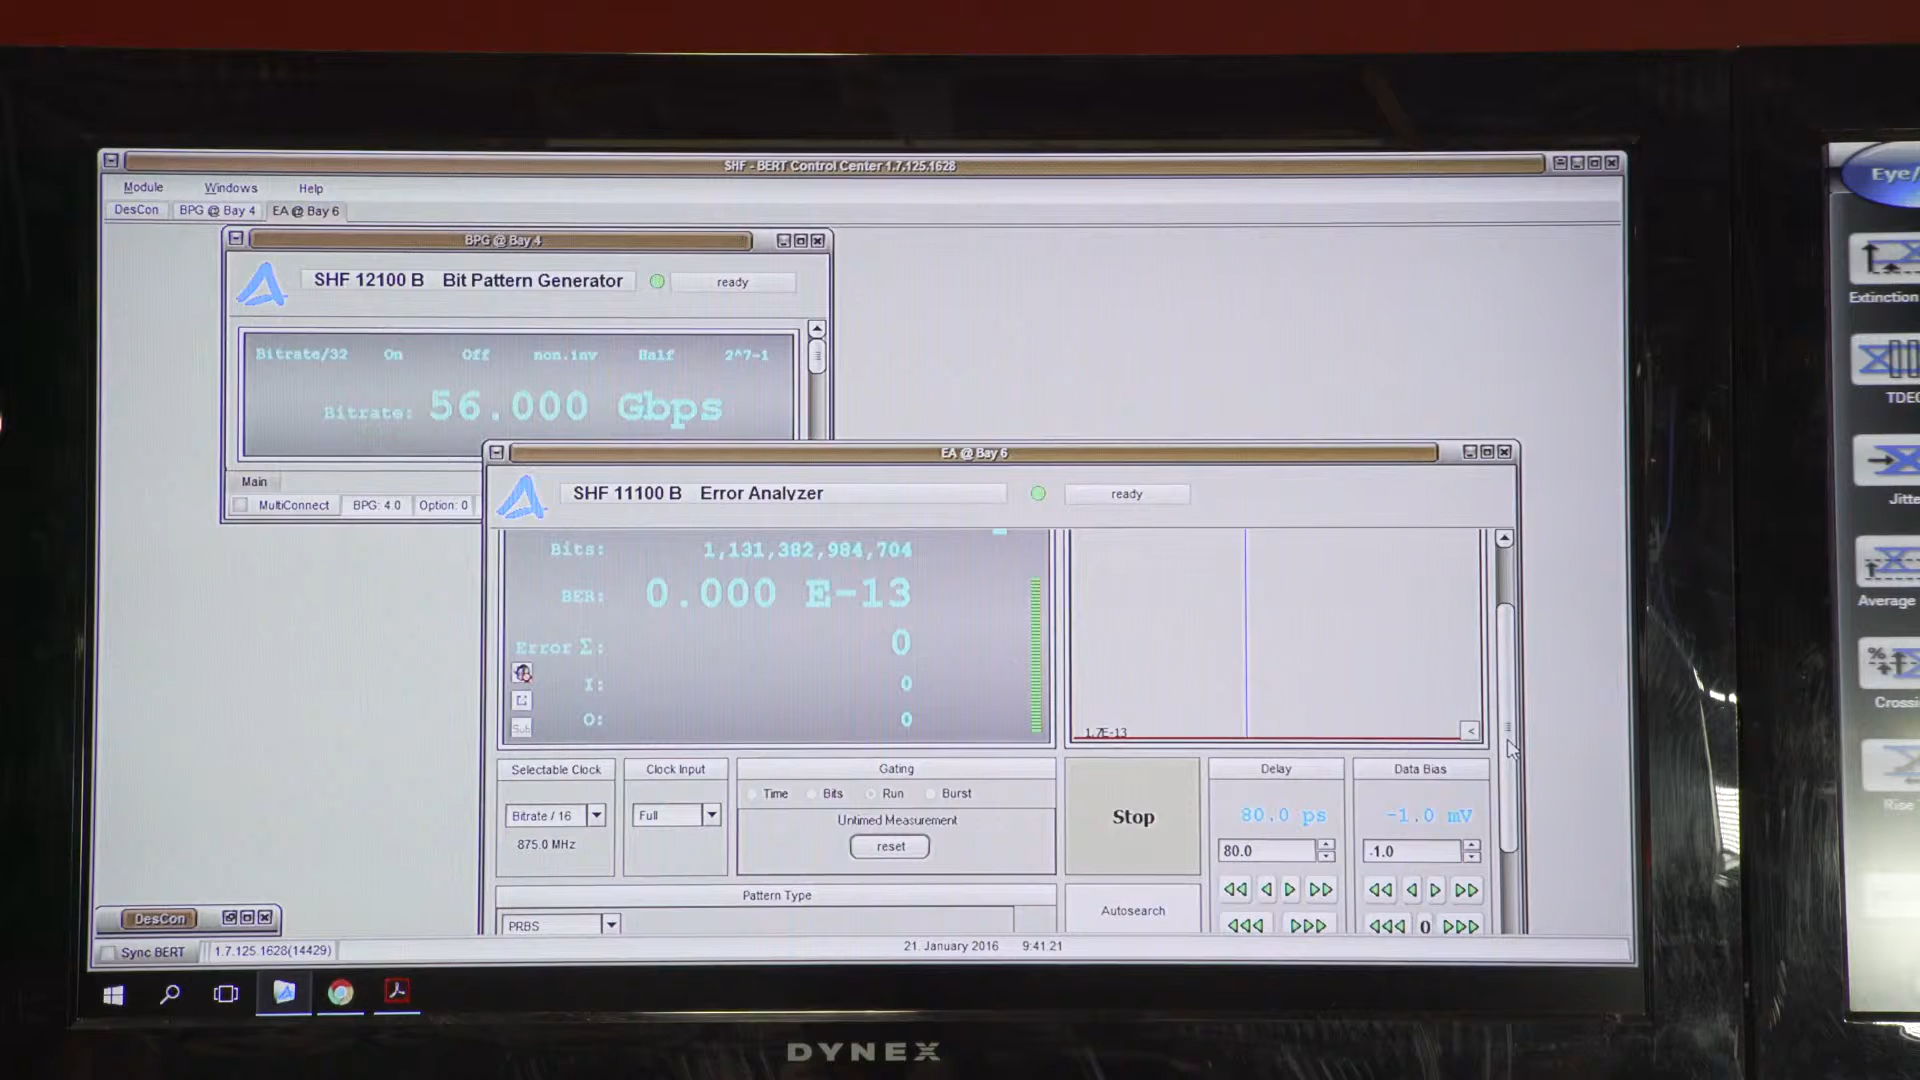 SHF - BERT Control Center 1.7.125.1628
Module Windows Help
DesCon BPG @ Bay 4 EA @ Bay 6
BPG @ Bay 4
SHF 12100 B Bit Pattern Generator ready
Bitrate/32 On Off non.inv Half 2^7-1
Bitrate: 56.000 Gbps
Main
MultiConnect BPG: 4.0 Option: 0
EA @ Bay 6
SHF 11100 B Error Analyzer ready
Bits: 1,131,382,984,704
BER: 0.000 E-13
Error Σ: 0
I: 0
O: 0
Sub
1.7E-13
<
Selectable Clock
Bitrate / 16
875.0 MHz
Clock Input
Full
Gating
Time Bits Run Burst
Untimed Measurement
reset
Pattern Type
PRBS
Stop
Autosearch
Delay
80.0 ps
80.0
Data Bias
-1.0 mV
-1.0
0
DesCon
Sync BERT 1.7.125.1628(14429) 21. January 2016 9:41:21
DYNEX
Eye/
Extinction
TDEC
Jitte
Average
%
Crossi
Rise